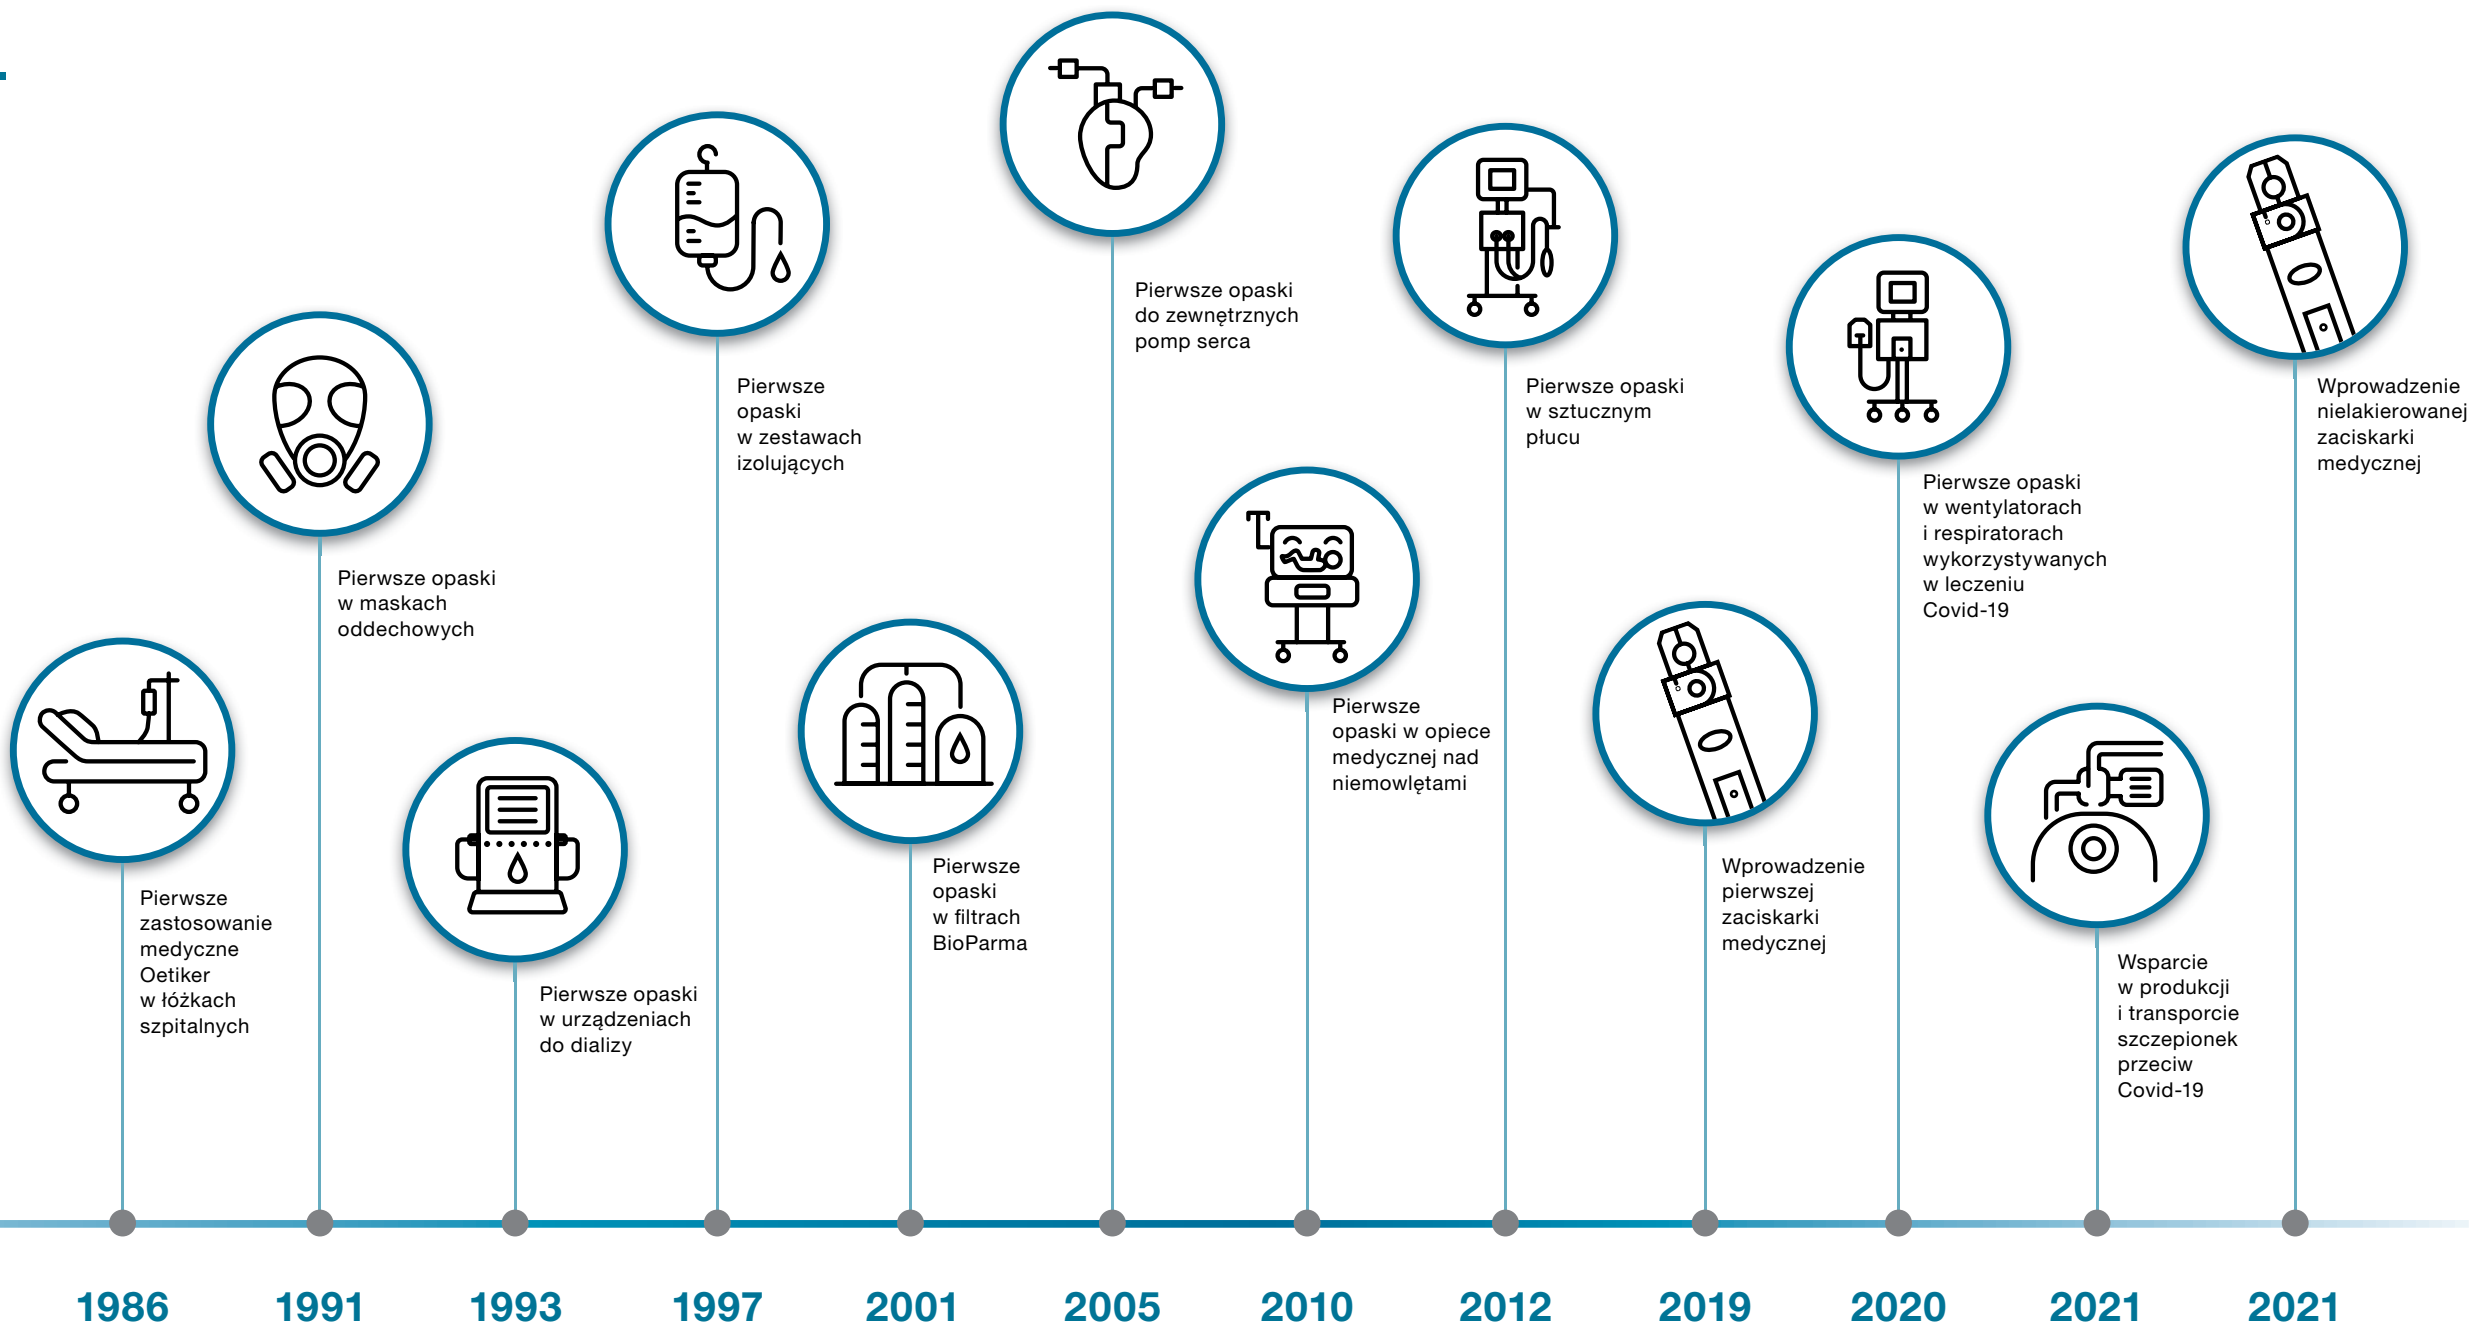 Pierwsze
zastosowanie
medyczne
Oetiker
w łóżkach
szpitalnych
Pierwsze opaski
w maskach
oddechowych
Pierwsze opaski
w urządzeniach
do dializy
Pierwsze
opaski
w zestawach
izolujących
Pierwsze
opaski
w filtrach
BioParma
Pierwsze opaski
do zewnętrznych
pomp serca
Pierwsze
opaski w opiece
medycznej nad
niemowlętami
Pierwsze opaski
w sztucznym
płucu
Wprowadzenie
pierwszej
zaciskarki
medycznej
Pierwsze opaski
w wentylatorach
i respiratorach
wykorzystywanych
w leczeniu
Covid-19
Wsparcie
w produkcji
i transporcie
szczepionek
przeciw
Covid-19
Wprowadzenie
nielakierowanej
zaciskarki
medycznej
1986 1991 1993 1997 2001 2005 2010 2012 2019 2020 2021 2021